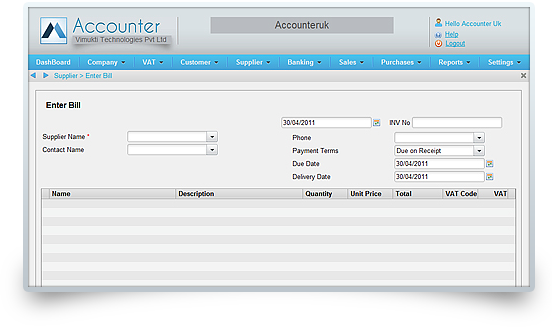 Accounter
Vimukti Technologies Pvt Ltd
Accounteruk
Hello Accounter Uk
Help
Logout
DashBoard Company VAT Customer Supplier Banking Sales Purchases Reports Settings
Supplier > Enter Bill
Enter Bill
30/04/2011 INV No
Supplier Name * Phone
Contact Name Payment Terms Due on Receipt
Due Date 30/04/2011
Delivery Date 30/04/2011
Name Description Quantity Unit Price Total VAT Code VAT